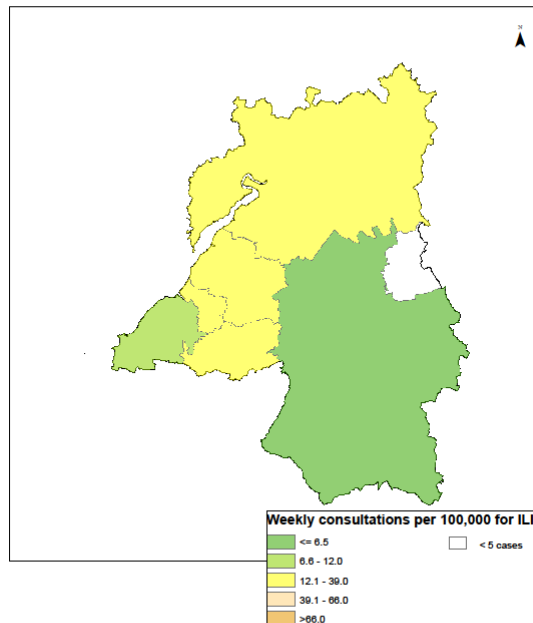 N
Weekly consultations per 100,000 for ILI
<= 6.5
< 5 cases
6.6 - 12.0
12.1 - 39.0
39.1 - 66.0
>66.0